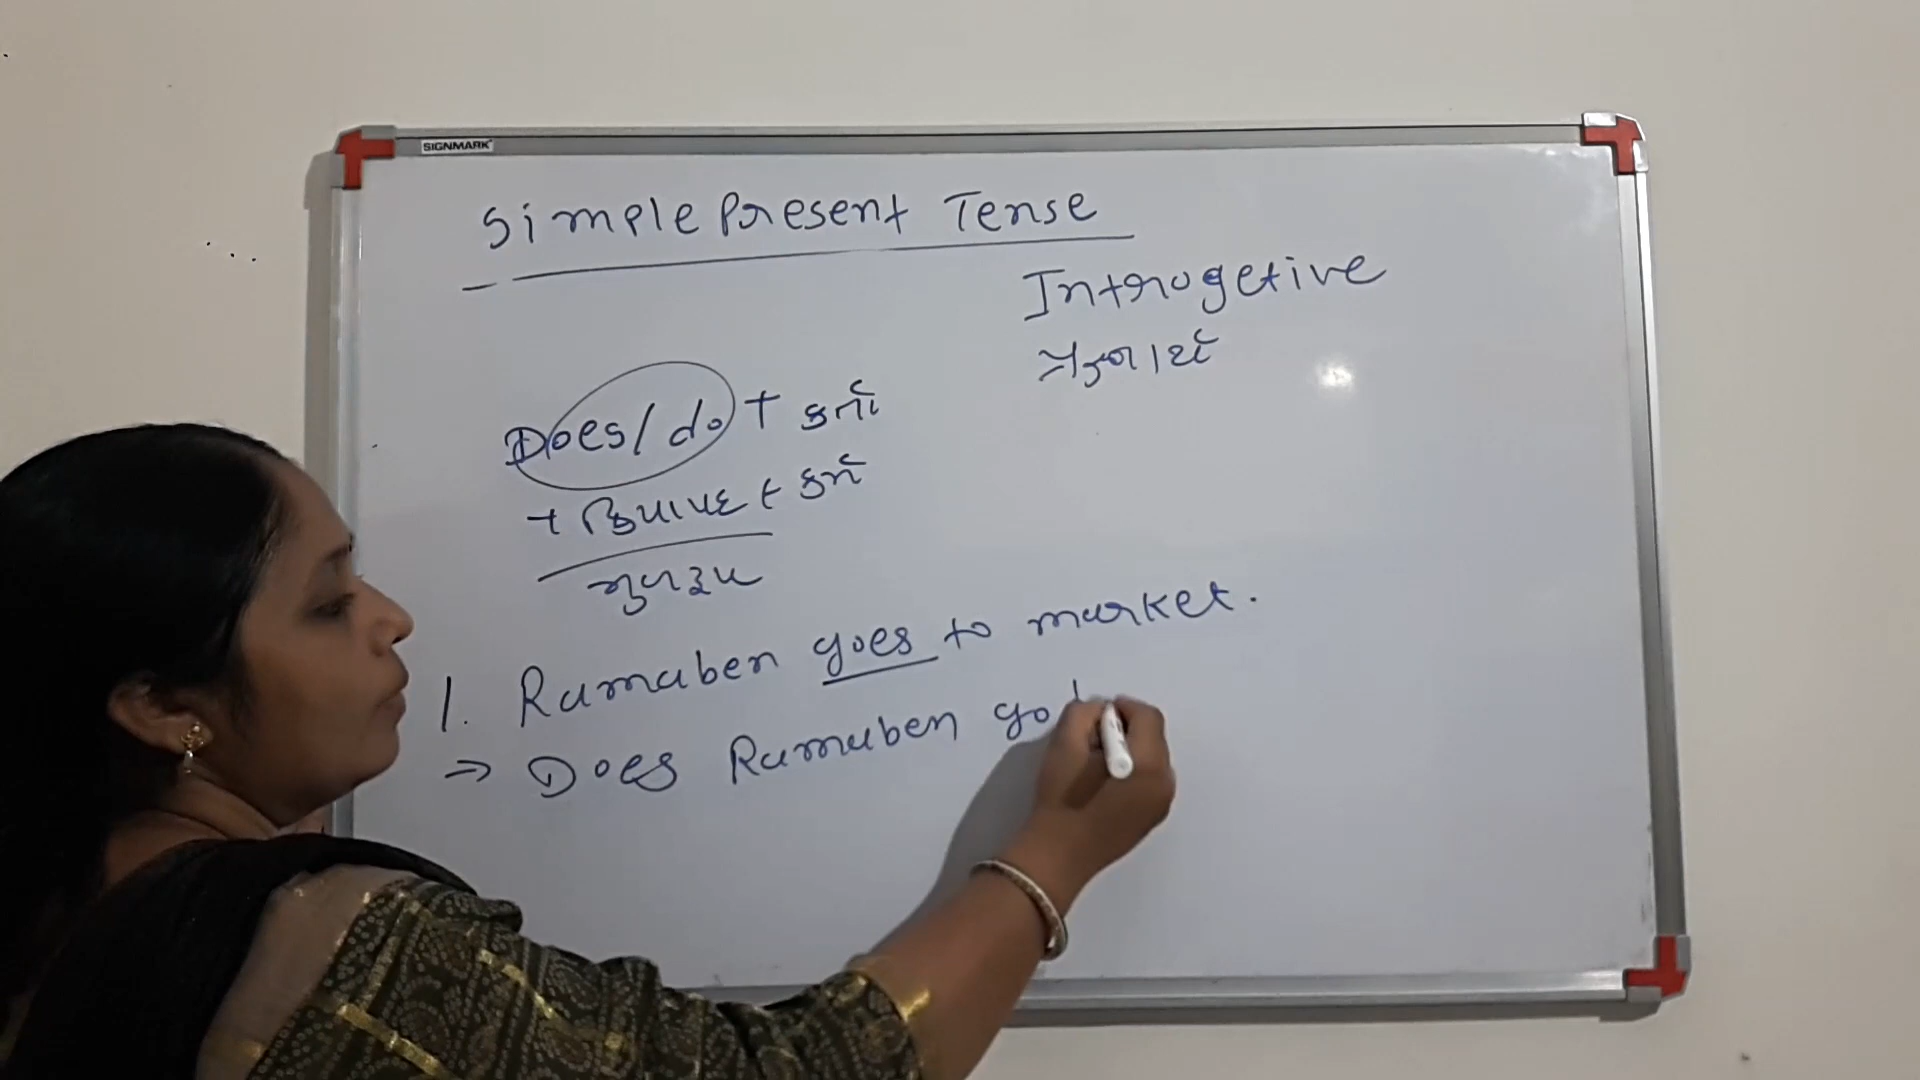 SIGNMARK
Simple Present Tense
Introgetive
પ્રશ્નાર્થ
Does/do + કર્તા
+ ક્રિયાપદ + કર્મ
મુળરૂપ
1. Ramaben goes to market.
→ Does Ramaben go